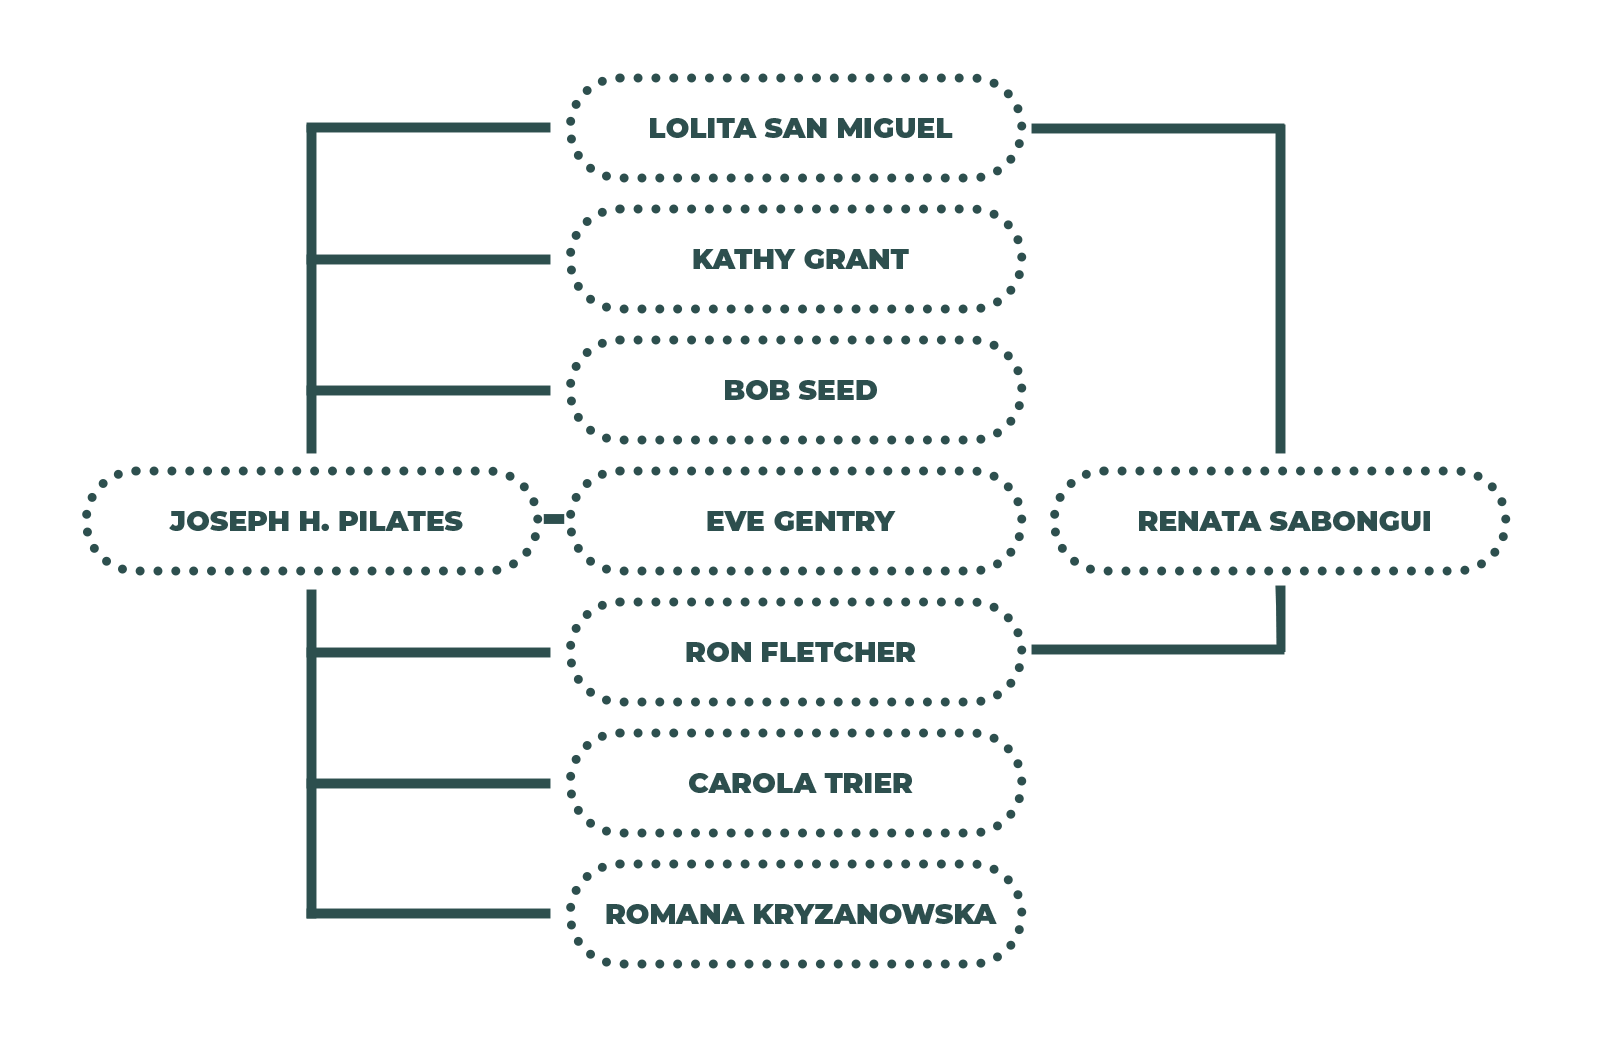 LOLITA SAN MIGUEL
KATHY GRANT
BOB SEED
JOSEPH H. PILATES
EVE GENTRY
RENATA SABONGUI
RON FLETCHER
CAROLA TRIER
ROMANA KRYZANOWSKA